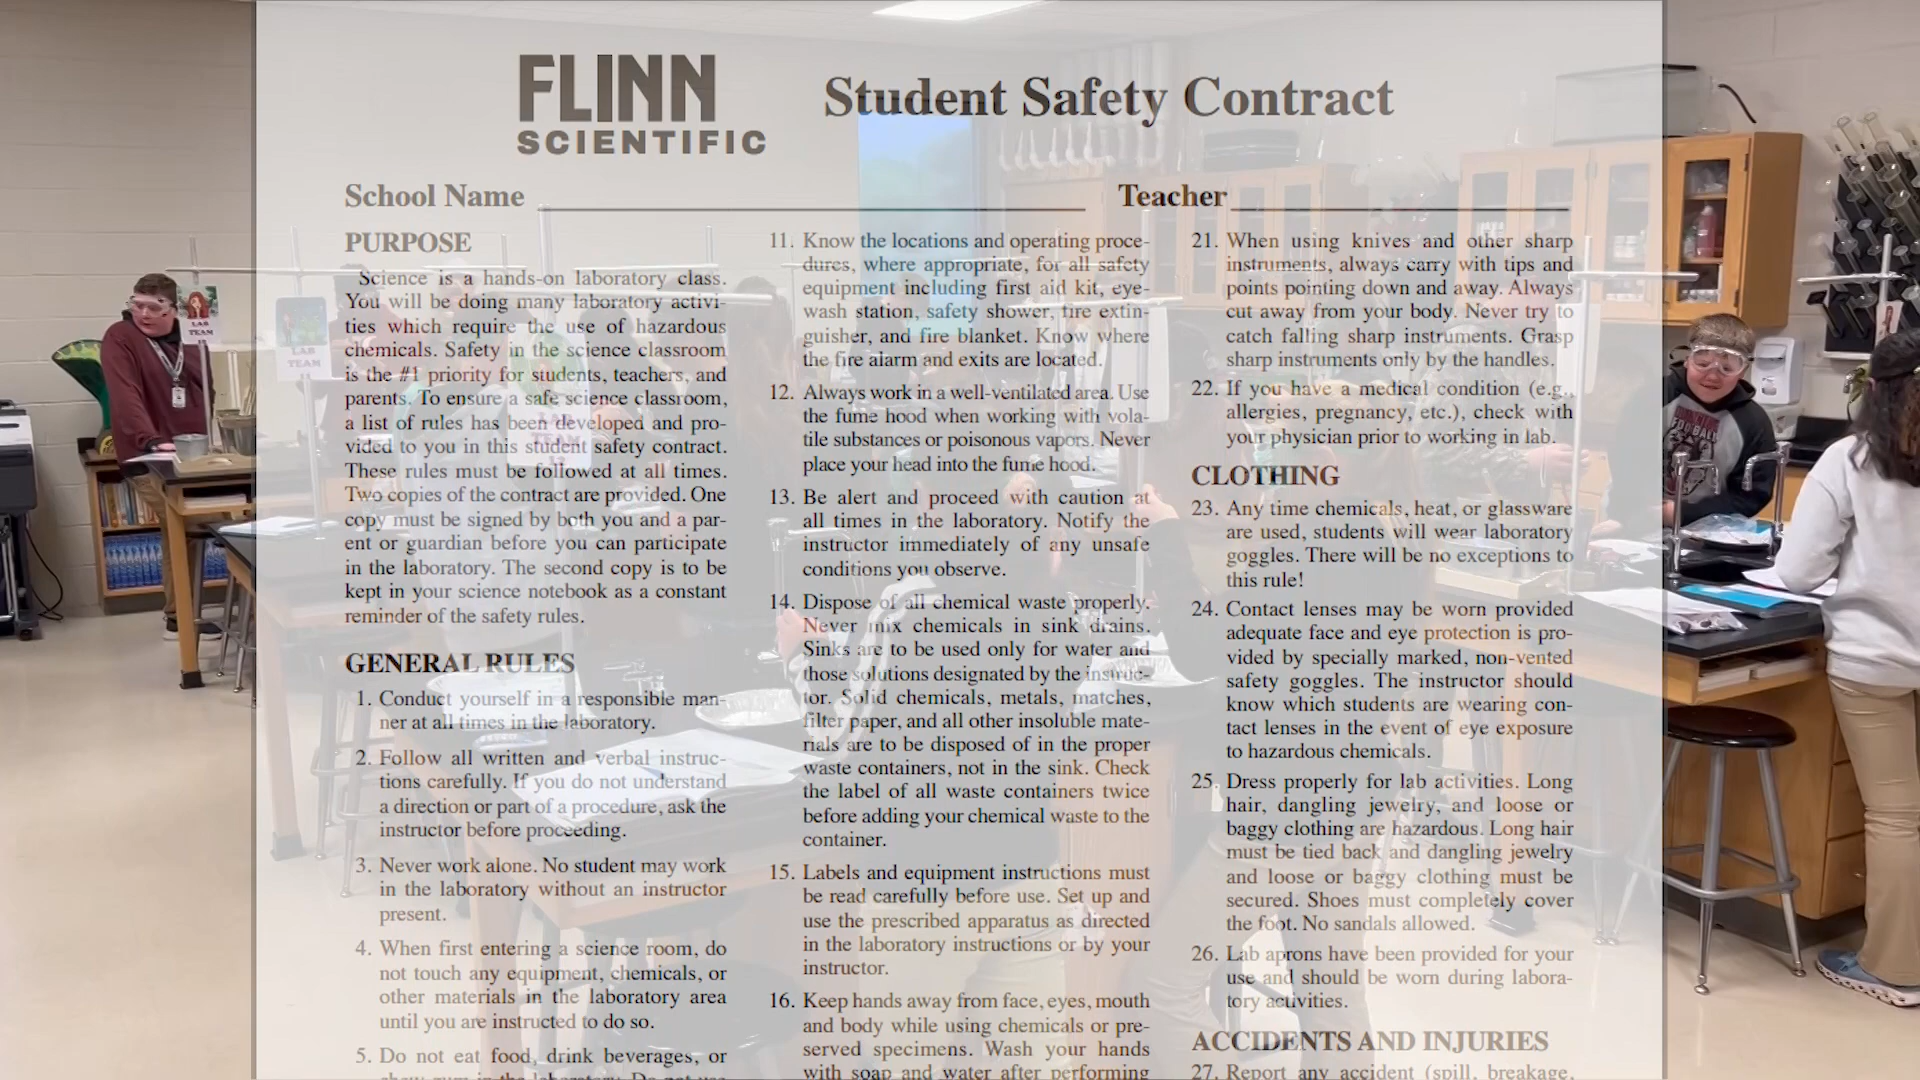 FLINN
SCIENTIFIC
Student Safety Contract
School Name
Teacher
PURPOSE
Science is a hands-on laboratory class.
You will be doing many laboratory activi-
ties which require the use of hazardous
chemicals. Safety in the science classroom
is the #1 priority for students, teachers, and
parents. To ensure a safe science classroom,
a list of rules has been developed and pro-
vided to you in this student safety contract.
These rules must be followed at all times.
Two copies of the contract are provided. One
copy must be signed by both you and a par-
ent or guardian before you can participate
in the laboratory. The second copy is to be
kept in your science notebook as a constant
reminder of the safety rules.
GENERAL RULES
1. Conduct yourself in a responsible man-
ner at all times in the laboratory.
2. Follow all written and verbal instruc-
tions carefully. If you do not understand
a direction or part of a procedure, ask the
instructor before proceeding.
3. Never work alone. No student may work
in the laboratory without an instructor
present.
4. When first entering a science room, do
not touch any equipment, chemicals, or
other materials in the laboratory area
until you are instructed to do so.
5. Do not eat food, drink beverages, or
11. Know the locations and operating proce-
dures, where appropriate, for all safety
equipment including first aid kit, eye-
wash station, safety shower, fire extin-
guisher, and fire blanket. Know where
the fire alarm and exits are located.
12. Always work in a well-ventilated area. Use
the fume hood when working with vola-
tile substances or poisonous vapors. Never
place your head into the fume hood.
13. Be alert and proceed with caution at
all times in the laboratory. Notify the
instructor immediately of any unsafe
conditions you observe.
14. Dispose of all chemical waste properly.
Never mix chemicals in sink drains.
Sinks are to be used only for water and
those solutions designated by the instruc-
tor. Solid chemicals, metals, matches,
filter paper, and all other insoluble mate-
rials are to be disposed of in the proper
waste containers, not in the sink. Check
the label of all waste containers twice
before adding your chemical waste to the
container.
15. Labels and equipment instructions must
be read carefully before use. Set up and
use the prescribed apparatus as directed
in the laboratory instructions or by your
instructor.
16. Keep hands away from face, eyes, mouth
and body while using chemicals or pre-
served specimens. Wash your hands
with soap and water after performing
21. When using knives and other sharp
instruments, always carry with tips and
points pointing down and away. Always
cut away from your body. Never try to
catch falling sharp instruments. Grasp
sharp instruments only by the handles.
22. If you have a medical condition (e.g.,
allergies, pregnancy, etc.), check with
your physician prior to working in lab.
CLOTHING
23. Any time chemicals, heat, or glassware
are used, students will wear laboratory
goggles. There will be no exceptions to
this rule!
24. Contact lenses may be worn provided
adequate face and eye protection is pro-
vided by specially marked, non-vented
safety goggles. The instructor should
know which students are wearing con-
tact lenses in the event of eye exposure
to hazardous chemicals.
25. Dress properly for lab activities. Long
hair, dangling jewelry, and loose or
baggy clothing are hazardous. Long hair
must be tied back and dangling jewelry
and loose or baggy clothing must be
secured. Shoes must completely cover
the foot. No sandals allowed.
26. Lab aprons have been provided for your
use and should be worn during labora-
tory activities.
ACCIDENTS AND INJURIES
27. Report any accident (spill, breakage,
LAB
TEAM
LAB
TEAM
LAB
TEAM
FOOTBALL